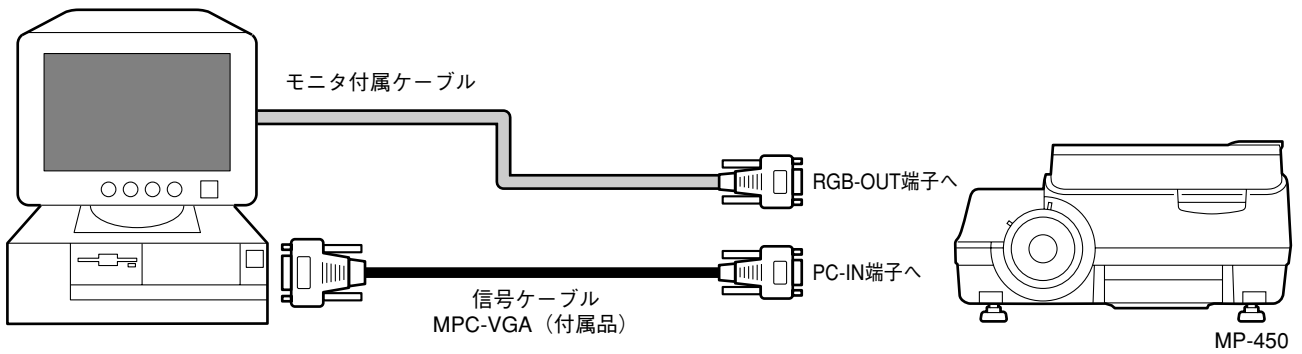 モニタ付属ケーブル
RGB-OUT端子へ
PC-IN端子へ
信号ケーブル
MPC-VGA（付属品）
MP-450